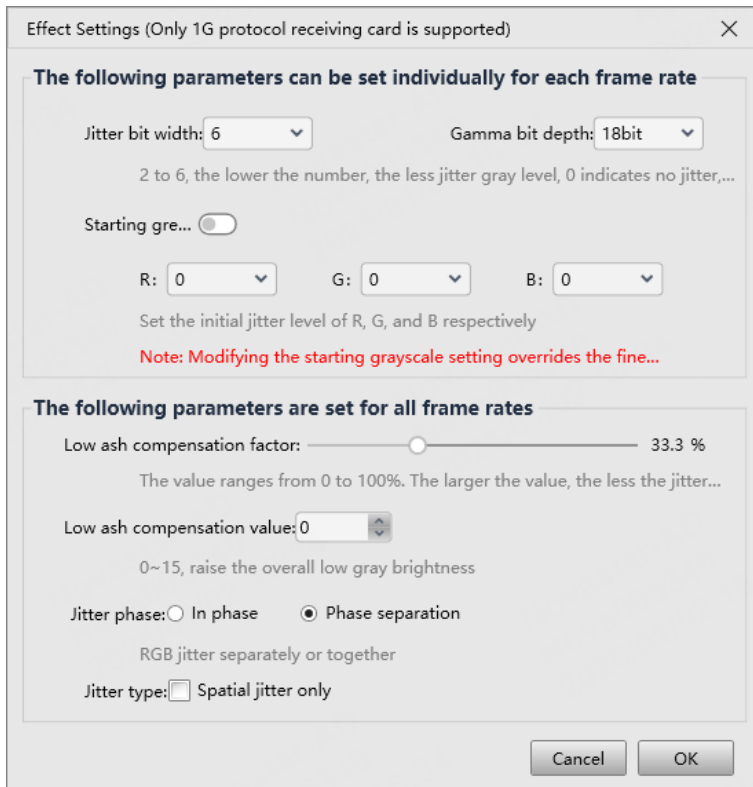 Effect Settings (Only 1G protocol receiving card is supported)
The following parameters can be set individually for each frame rate
Jitter bit width: 6 Gamma bit depth: 18bit
2 to 6, the lower the number, the less jitter gray level, 0 indicates no jitter,...
Starting gre...
R: 0 G: 0 B: 0
Set the initial jitter level of R, G, and B respectively
Note: Modifying the starting grayscale setting overrides the fine...
The following parameters are set for all frame rates
Low ash compensation factor: 33.3 %
The value ranges from 0 to 100%. The larger the value, the less the jitter...
Low ash compensation value: 0
0~15, raise the overall low gray brightness
Jitter phase: In phase Phase separation
RGB jitter separately or together
Jitter type: Spatial jitter only
Cancel OK